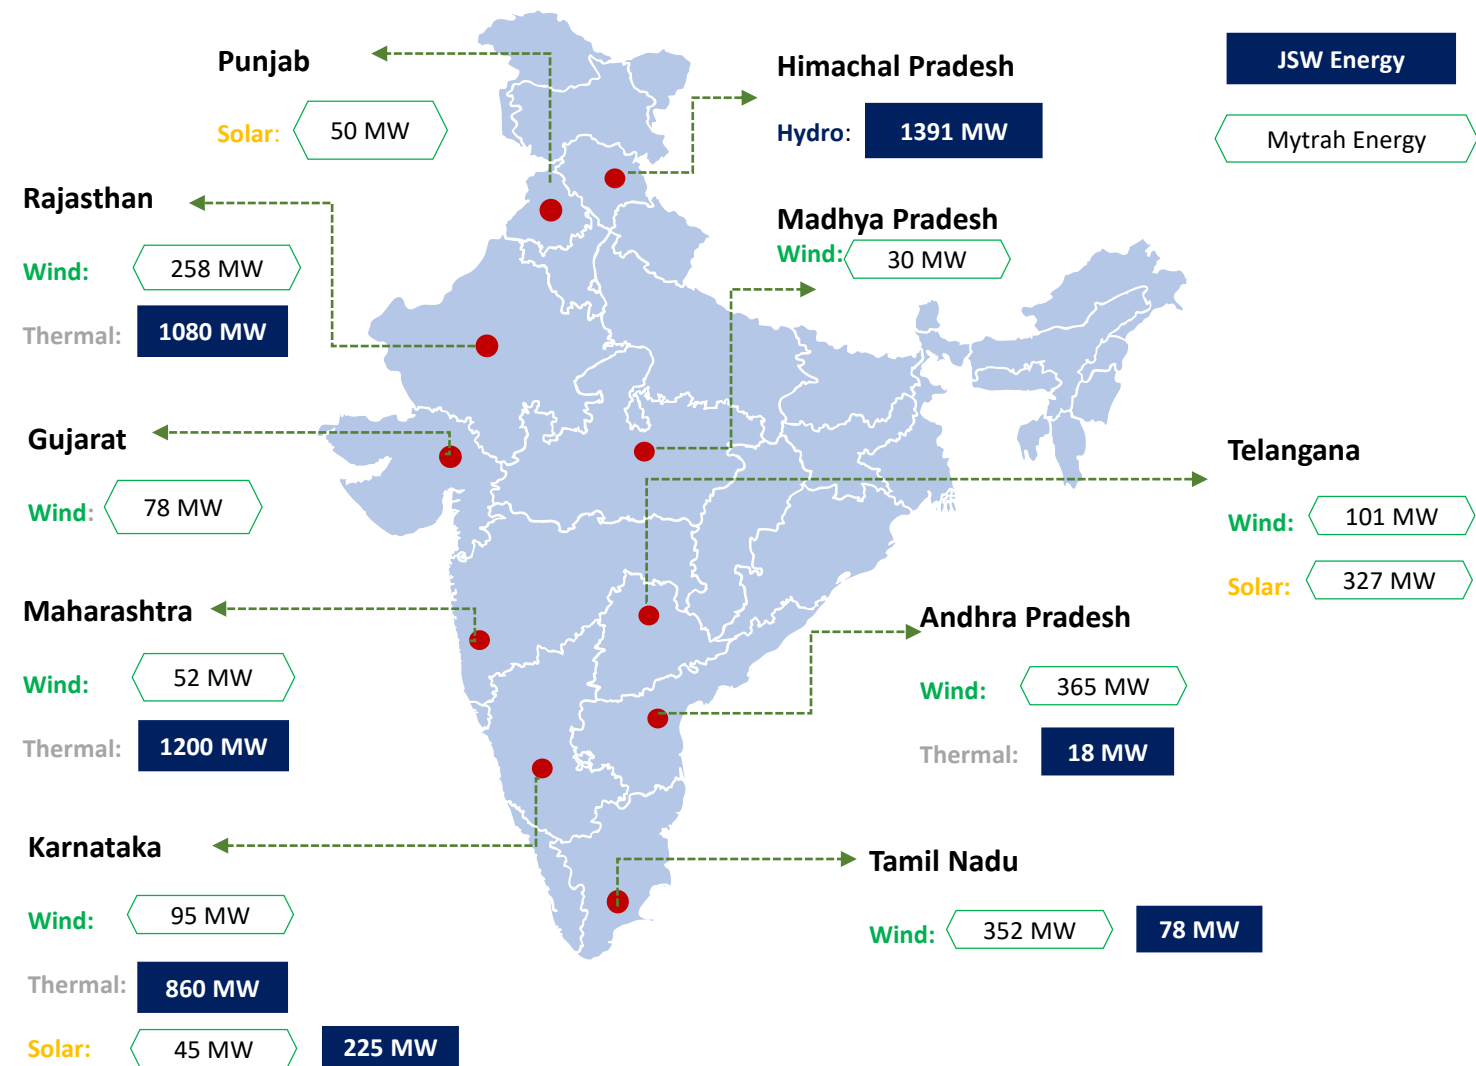 Punjab
Solar: 50 MW
Himachal Pradesh
Hydro: 1391 MW
JSW Energy
Mytrah Energy
Rajasthan
Wind: 258 MW
Thermal: 1080 MW
Madhya Pradesh
Wind: 30 MW
Gujarat
Wind: 78 MW
Telangana
Wind: 101 MW
Solar: 327 MW
Maharashtra
Wind: 52 MW
Thermal: 1200 MW
Andhra Pradesh
Wind: 365 MW
Thermal: 18 MW
Karnataka
Wind: 95 MW
Thermal: 860 MW
Solar: 45 MW 225 MW
Tamil Nadu
Wind: 352 MW 78 MW